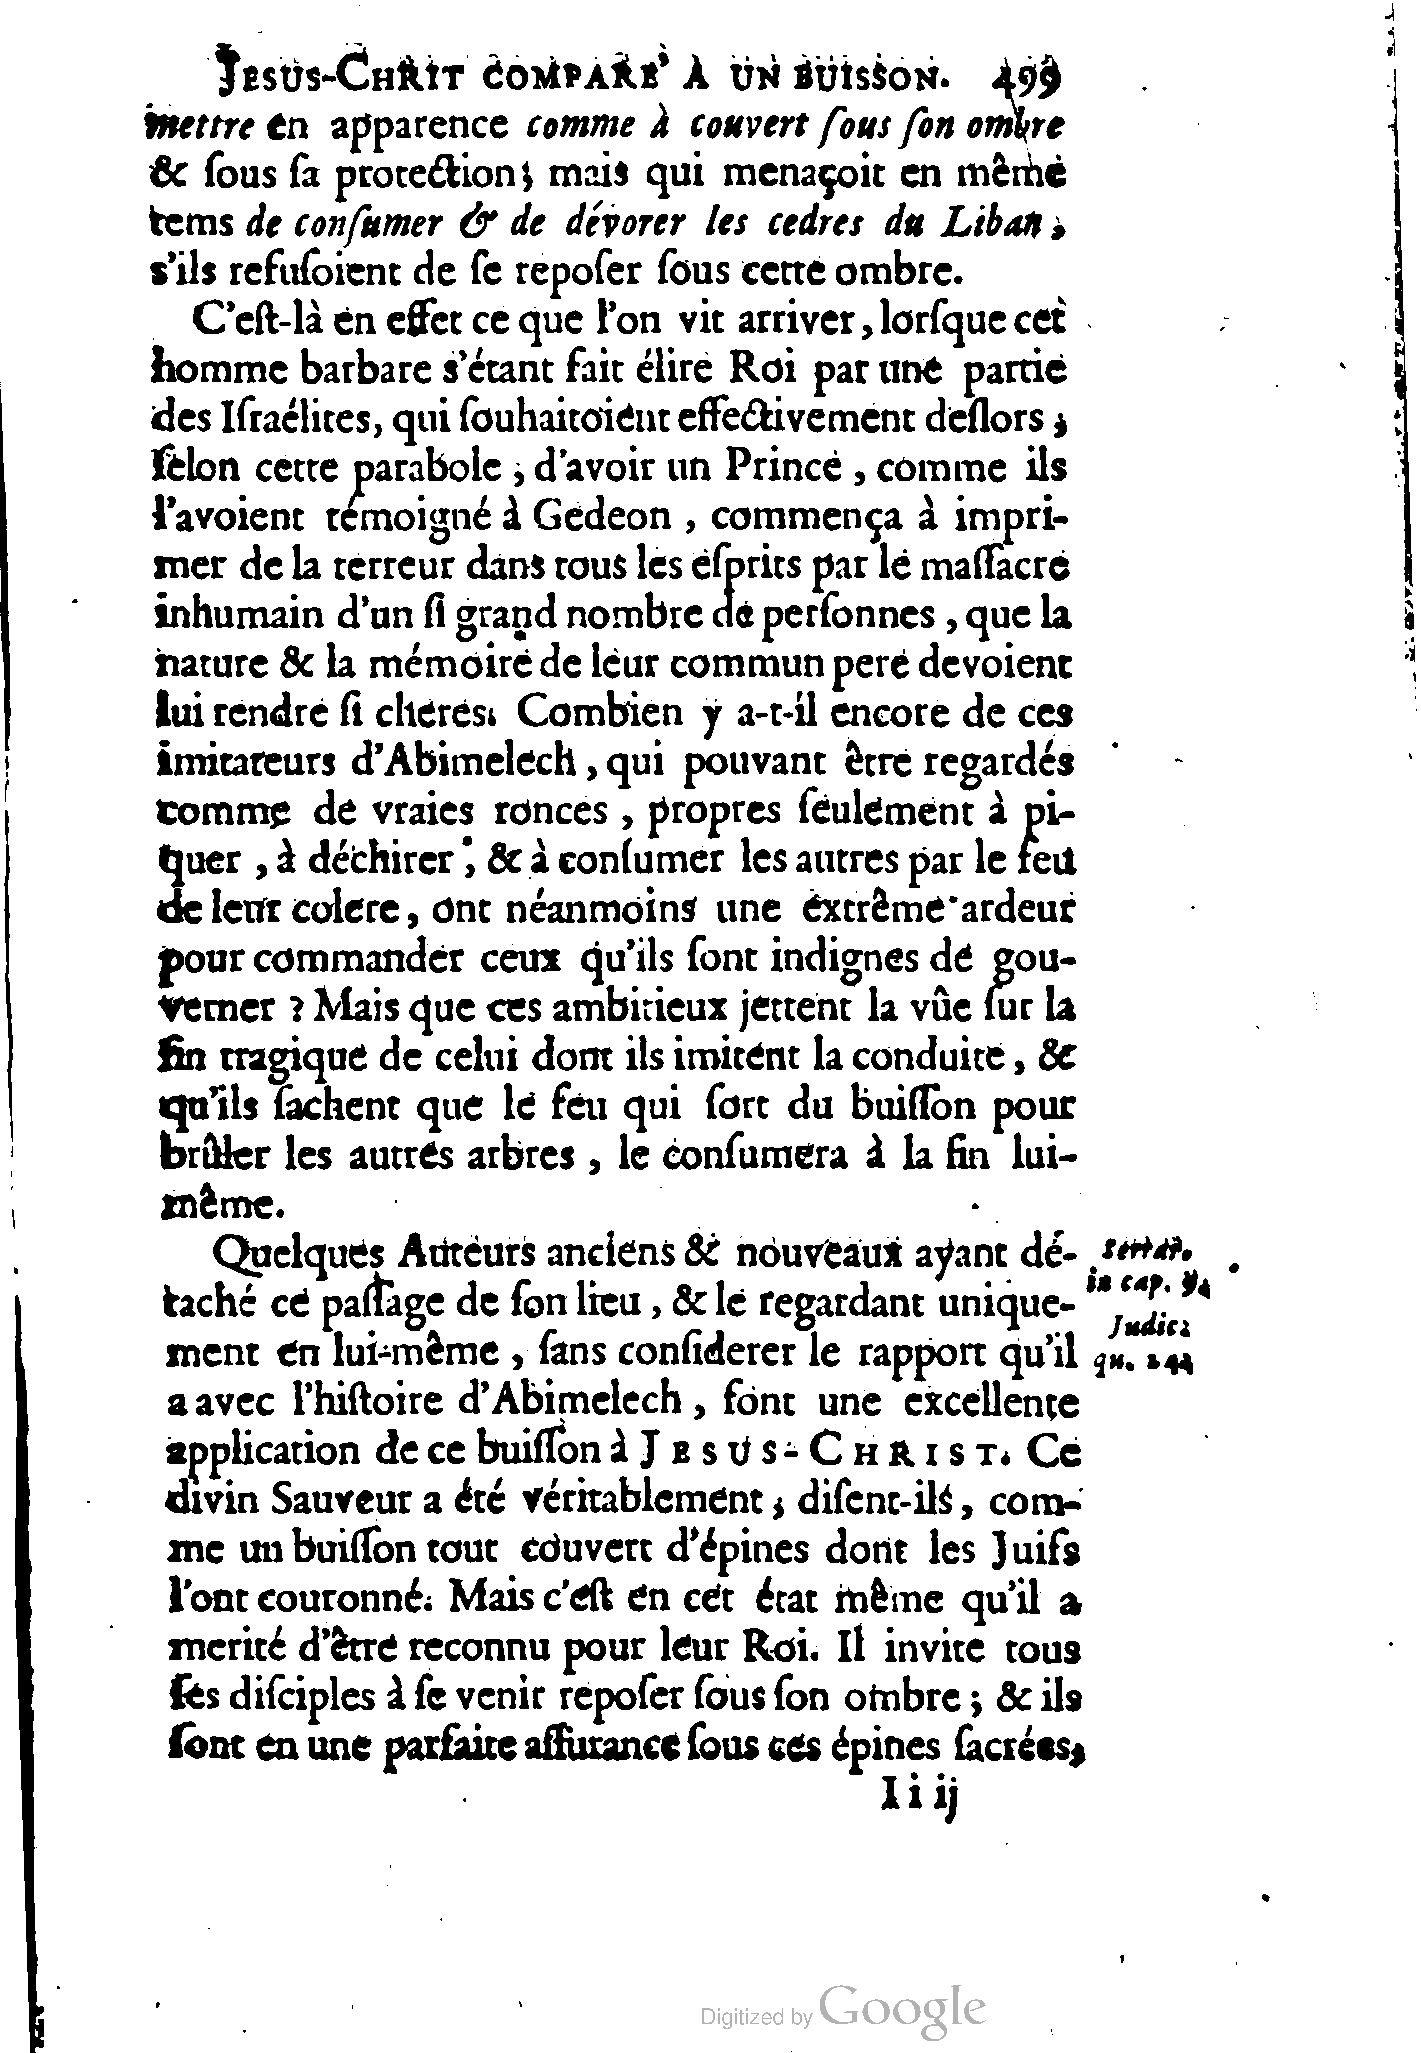 JESUS-CHRIT COMPARE' A UN BUISSON. 499
mettre en apparence comme à couvert ſous ſon ombre
& ſous ſa protection; mais qui menaçoit en même
tems de conſumer & de dévorer les cedres du Liban,
s'ils refuſoient de ſe repoſer ſous cette ombre.
C'eſt-là en effet ce que l'on vit arriver, lorſque cet
homme barbare s'étant fait élire Roi par une partie
des Iſraélites, qui ſouhaitoient effectivement deſlors,
ſelon cette parabole, d'avoir un Prince, comme ils
l'avoient témoigné à Gedeon, commença à impri-
mer de la terreur dans tous les eſprits par le maſſacre
inhumain d'un ſi grand nombre de perſonnes, que la
nature & la mémoire de leur commun pere devoient
lui rendre ſi cheres. Combien y a-t-il encore de ces
imitateurs d'Abimelech, qui pouvant être regardés
comme de vraies ronces, propres ſeulement à pi-
quer, à déchirer, & à conſumer les autres par le feu
de leur colere, ont néanmoins une extrême ardeur
pour commander ceux qu'ils ſont indignes de gou-
verner ? Mais que ces ambitieux jettent la vûe ſur la
fin tragique de celui dont ils imitent la conduite, &
qu'ils ſachent que le feu qui ſort du buiſſon pour
brûler les autres arbres, le conſumera à la fin lui-
même.
Quelques Auteurs anciens & nouveaux ayant dé-
taché ce paſſage de ſon lieu, & le regardant unique-
ment en lui-même, ſans conſiderer le rapport qu'il
a avec l'hiſtoire d'Abimelech, font une excellente
application de ce buiſſon à JESUS-CHRIST. Ce
divin Sauveur a été véritablement, diſent-ils, com-
me un buiſſon tout couvert d'épines dont les Juifs
l'ont couronné. Mais c'eſt en cet état même qu'il a
merité d'être reconnu pour leur Roi. Il invite tous
ſes diſciples à ſe venir repoſer ſous ſon ombre; & ils
ſont en une parfaite aſſurance ſous ces épines ſacrées,
Serrar.
in cap. 9.
Judic.
qu.
I i ij
Digitized by Google